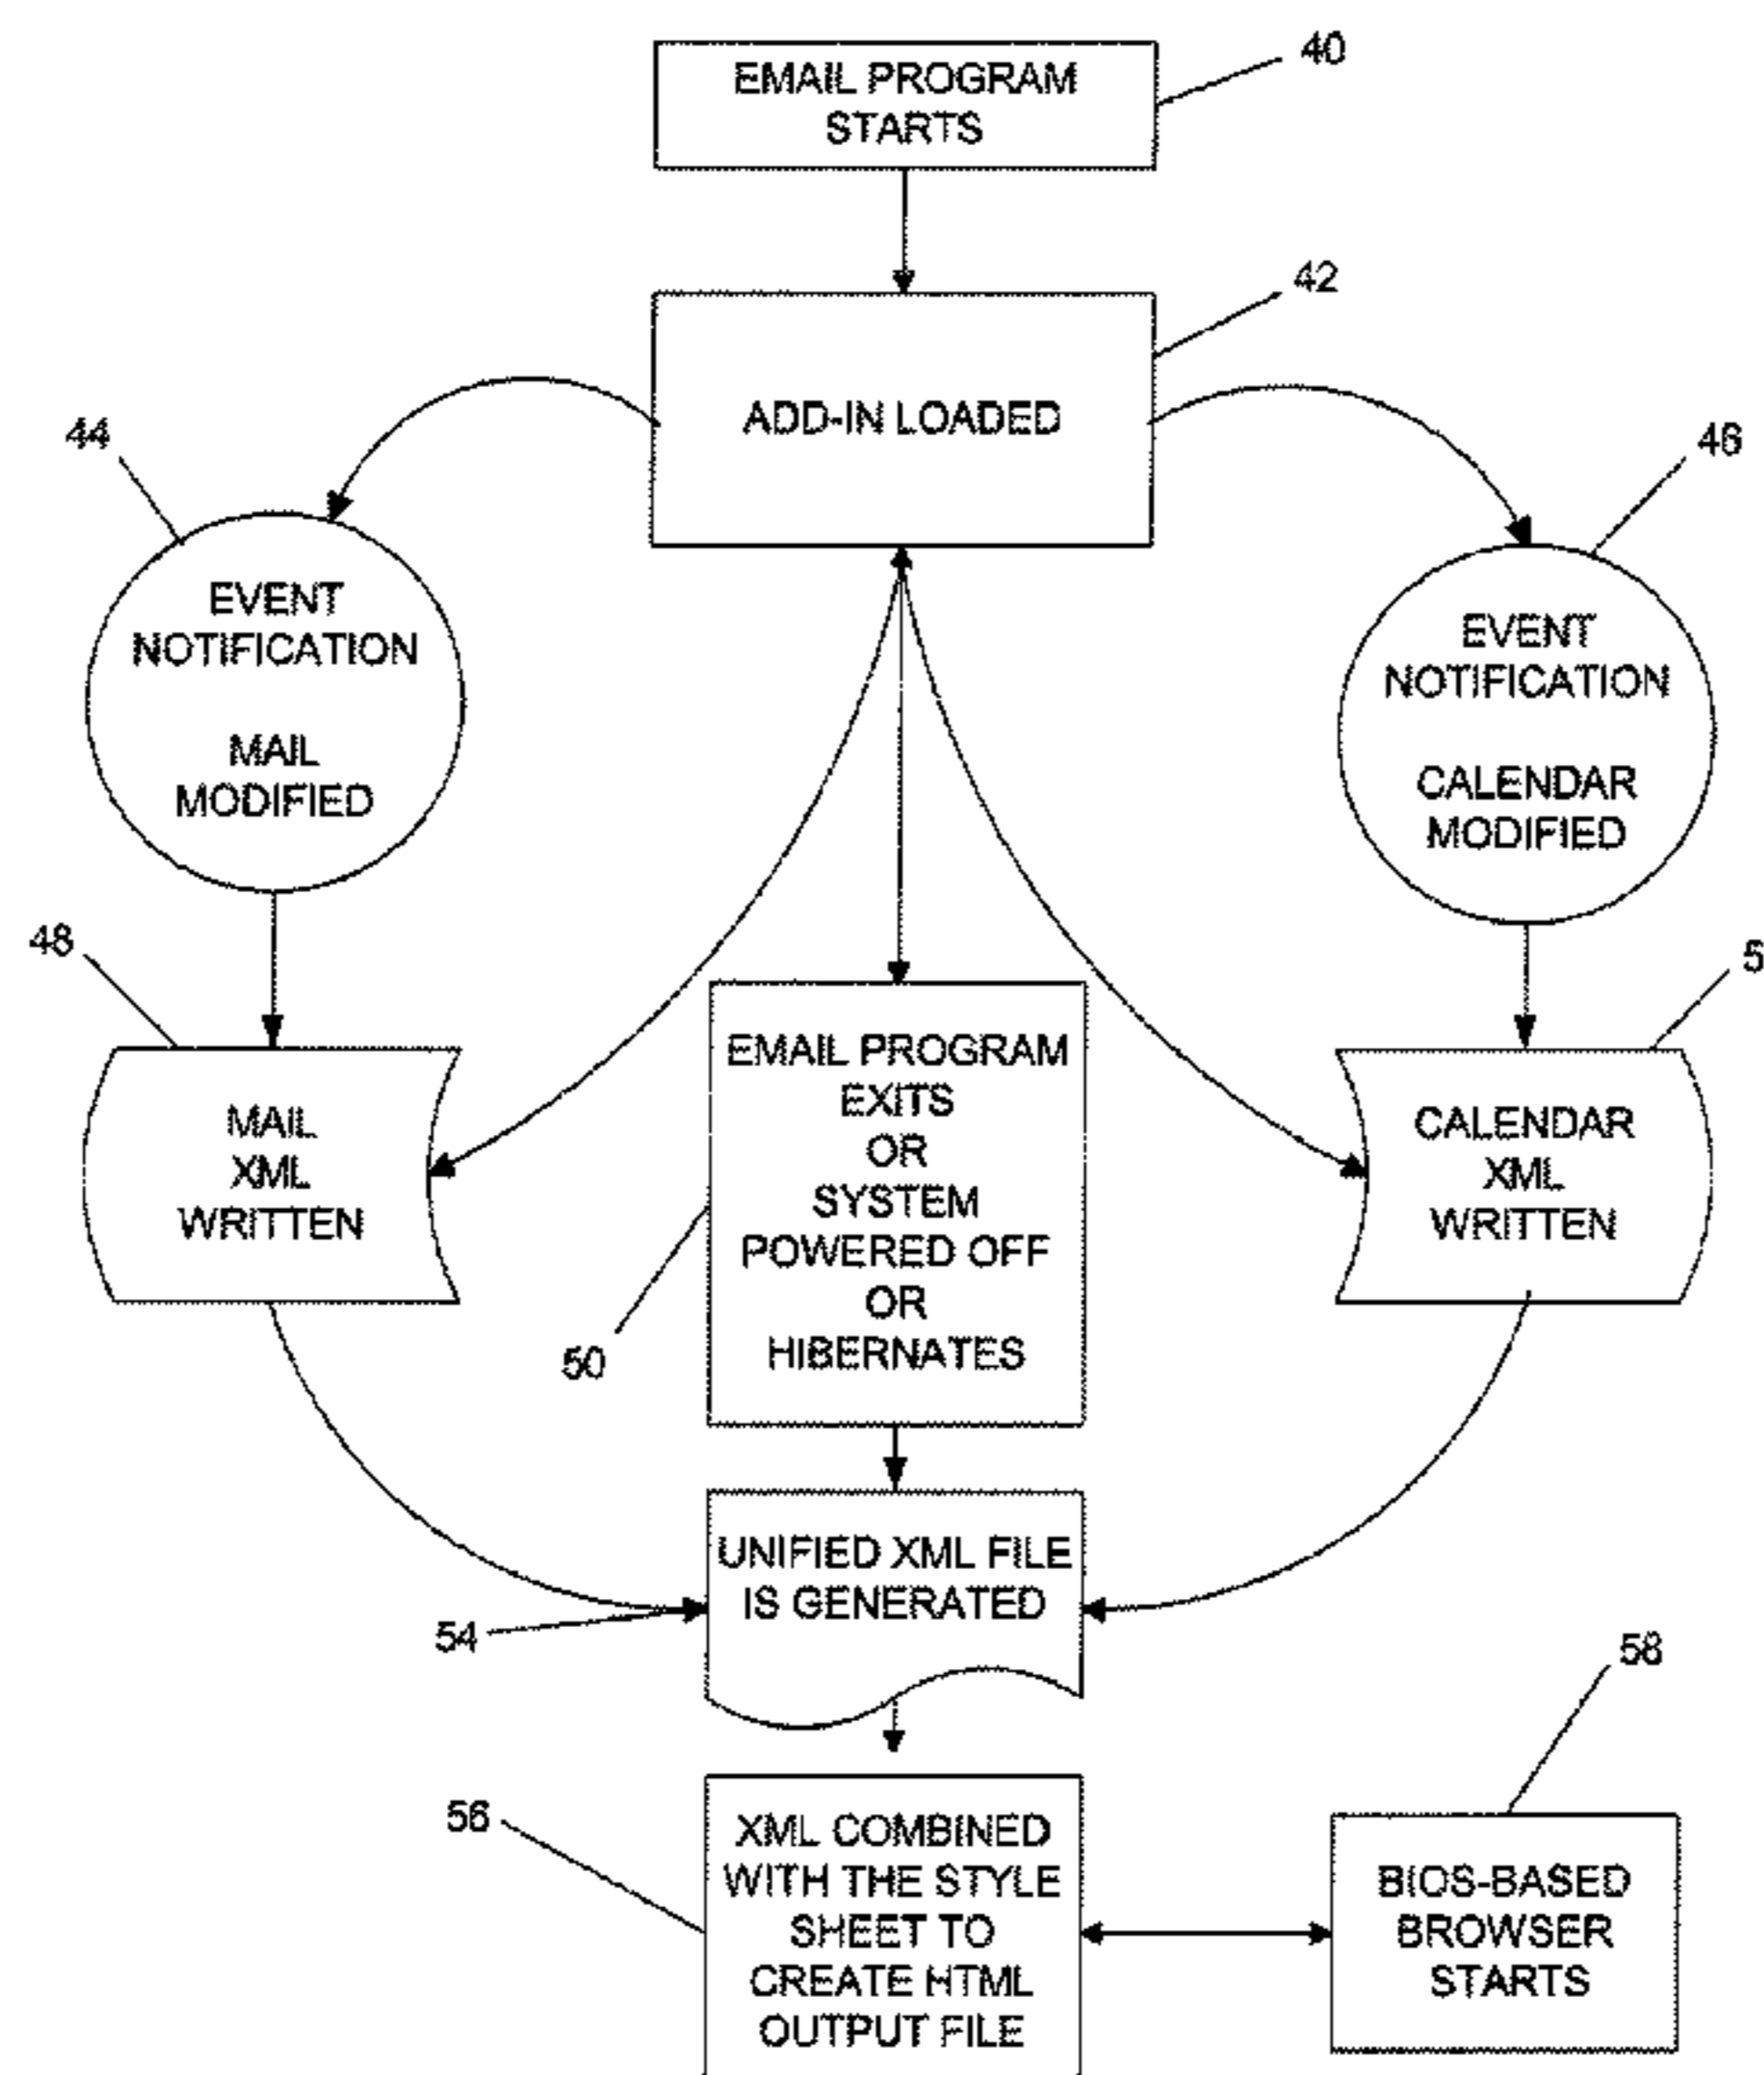 40
EMAIL PROGRAM
STARTS
42
ADD-IN LOADED
44
46
EVENT
NOTIFICATION
MAIL
MODIFIED
EVENT
NOTIFICATION
CALENDAR
MODIFIED
48
5
MAIL
XML
WRITTEN
EMAIL PROGRAM
EXITS
OR
SYSTEM
POWERED OFF
OR
HIBERNATES
CALENDAR
XML
WRITTEN
50
UNIFIED XML FILE
IS GENERATED
54
58
56
XML COMBINED
WITH THE STYLE
SHEET TO
CREATE HTML
OUTPUT FILE
BIOS-BASED
BROWSER
STARTS